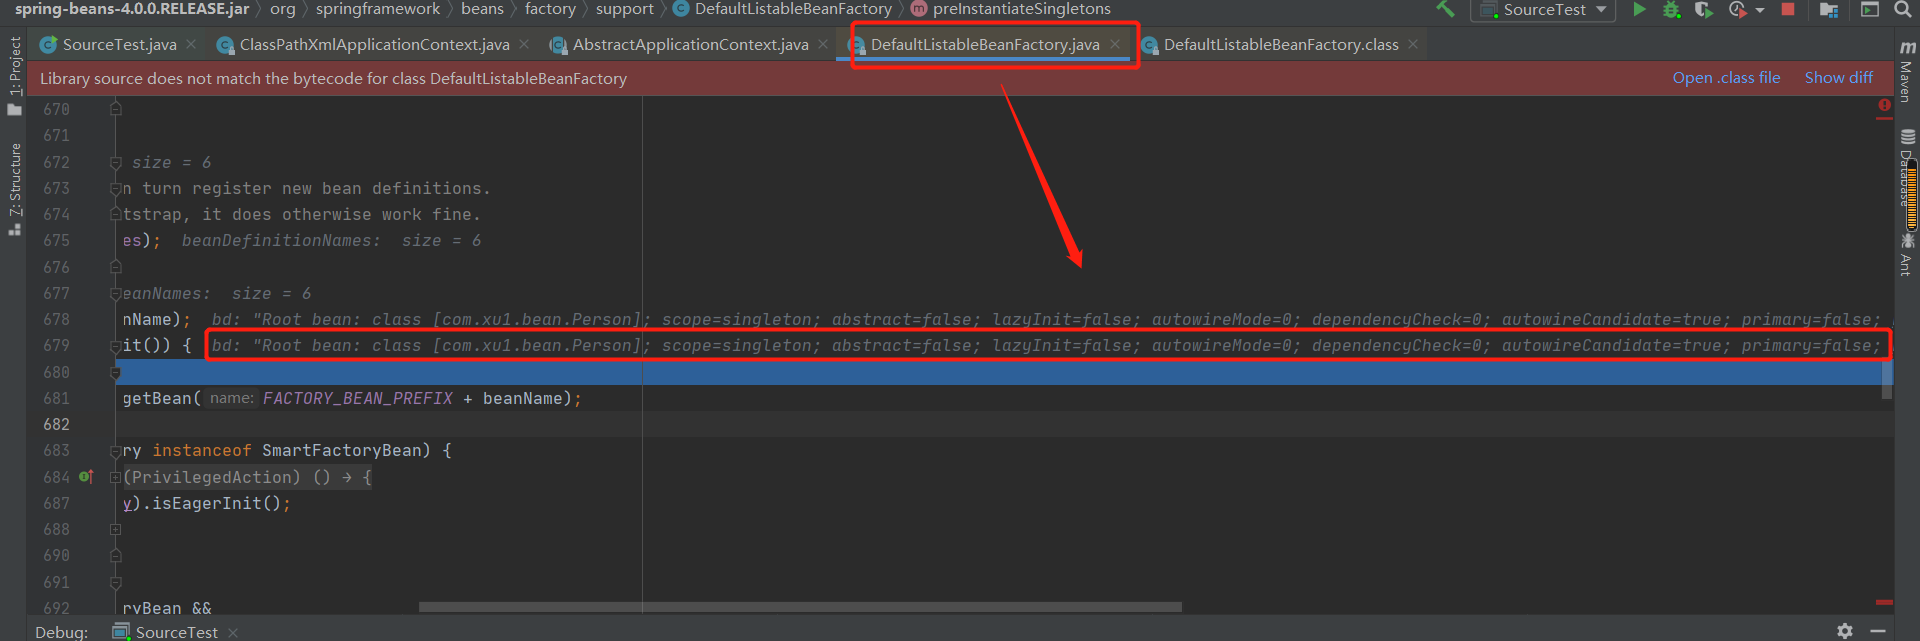 spring-beans-4.0.0.RELEASE.jar org springframework beans factory support DefaultListableBeanFactory preInstantiateSingletons SourceTest
SourceTest.java ClassPathXmlApplicationContext.java AbstractApplicationContext.java DefaultListableBeanFactory.java DefaultListableBeanFactory.class
Library source does not match the bytecode for class DefaultListableBeanFactory Open .class file Show diff
1: Project
7: Structure
670
671
672 size = 6
673 n turn register new bean definitions.
674 tstrap, it does otherwise work fine.
675 es); beanDefinitionNames: size = 6
676
677 eanNames: size = 6
678 nName); bd: "Root bean: class [com.xu1.bean.Person]; scope=singleton; abstract=false; lazyInit=false; autowireMode=0; dependencyCheck=0; autowireCandidate=true; primary=false;
679 it()) { bd: "Root bean: class [com.xu1.bean.Person]; scope=singleton; abstract=false; lazyInit=false; autowireMode=0; dependencyCheck=0; autowireCandidate=true; primary=false;
680
681 getBean( name: FACTORY_BEAN_PREFIX + beanName);
682
683 ry instanceof SmartFactoryBean) {
684 (PrivilegedAction) () → {
687 y).isEagerInit();
688
690
691
692 ryBean &&
Maven
Database
Ant
Debug: SourceTest